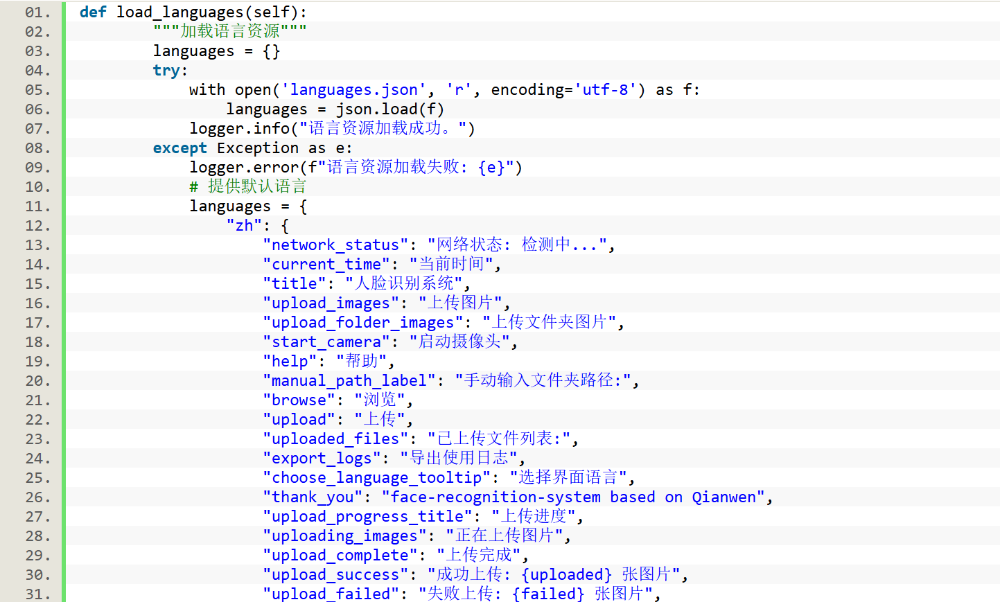 01. def load_languages(self):
02. """加载语言资源"""
03. languages = {}
04. try:
05. with open('languages.json', 'r', encoding='utf-8') as f:
06. languages = json.load(f)
07. logger.info("语言资源加载成功。")
08. except Exception as e:
09. logger.error(f"语言资源加载失败: {e}")
10. # 提供默认语言
11. languages = {
12. "zh": {
13. "network_status": "网络状态: 检测中...",
14. "current_time": "当前时间",
15. "title": "人脸识别系统",
16. "upload_images": "上传图片",
17. "upload_folder_images": "上传文件夹图片",
18. "start_camera": "启动摄像头",
19. "help": "帮助",
20. "manual_path_label": "手动输入文件夹路径:",
21. "browse": "浏览",
22. "upload": "上传",
23. "uploaded_files": "已上传文件列表:",
24. "export_logs": "导出使用日志",
25. "choose_language_tooltip": "选择界面语言",
26. "thank_you": "face-recognition-system based on Qianwen",
27. "upload_progress_title": "上传进度",
28. "uploading_images": "正在上传图片",
29. "upload_complete": "上传完成",
30. "upload_success": "成功上传: {uploaded} 张图片",
31. "upload_failed": "失败上传: {failed} 张图片",